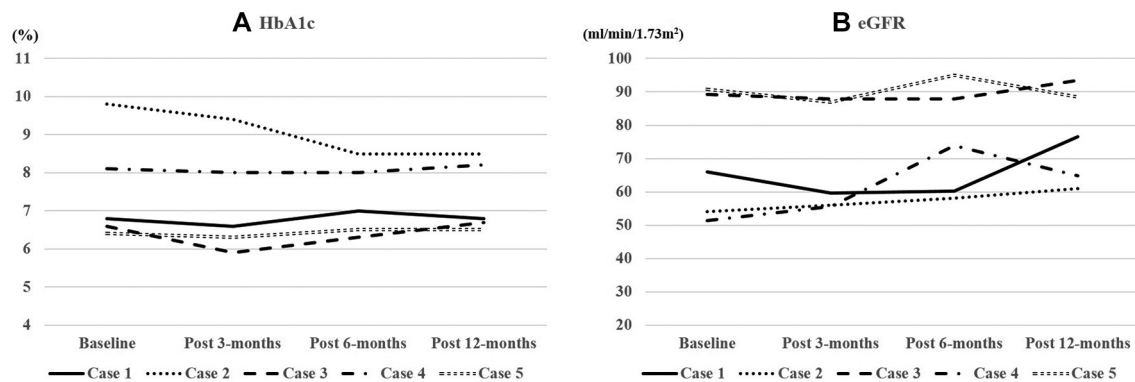 A HbA1c
(%)
11
10
9
8
7
6
5
4
Baseline Post 3-months Post 6-months Post 12-months
Case 1 Case 2 Case 3 Case 4 Case 5
B eGFR
(ml/min/1.73m²)
100
90
80
70
60
50
40
30
20
Baseline Post 3-months Post 6-months Post 12-months
Case 1 Case 2 Case 3 Case 4 Case 5